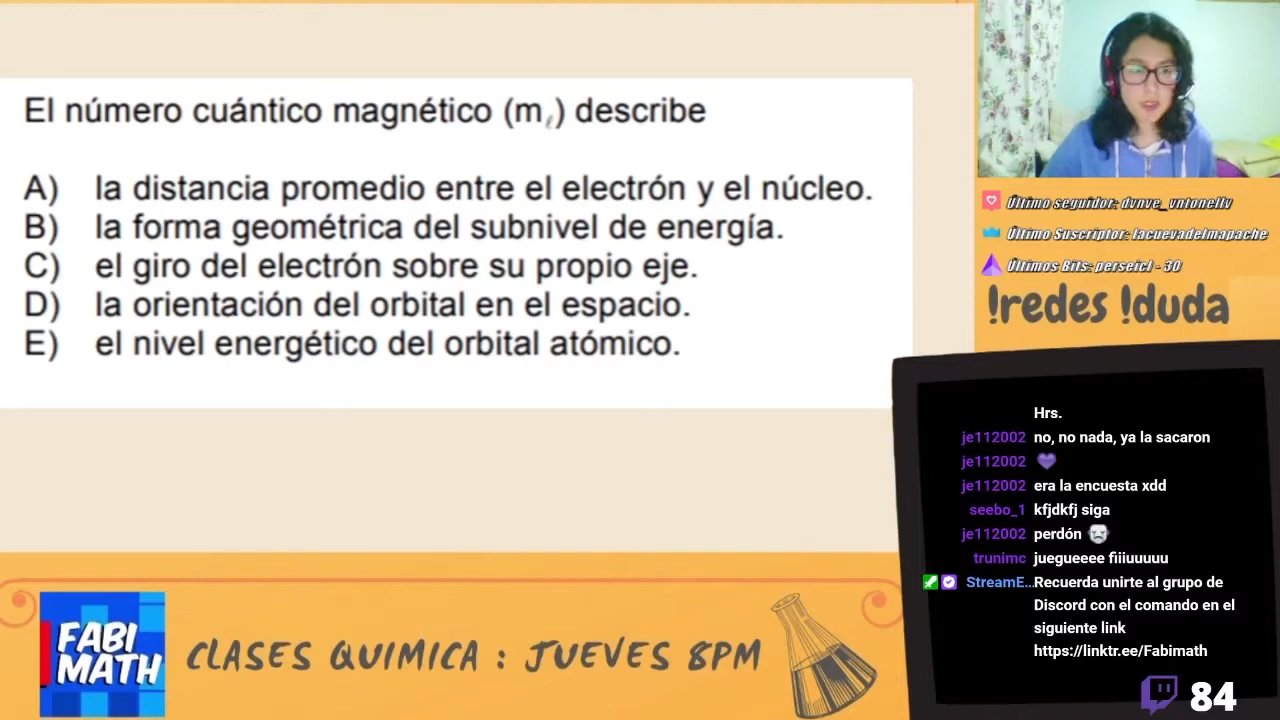 El número cuántico magnético (mℓ) describe
A) la distancia promedio entre el electrón y el núcleo.
B) la forma geométrica del subnivel de energía.
C) el giro del electrón sobre su propio eje.
D) la orientación del orbital en el espacio.
E) el nivel energético del orbital atómico.
Último seguidor: dvnve_vntonellv
Último Suscriptor: lacuevadelmapache
Últimos Bits: perseicl - 30
!redes !duda
Hrs.
je112002 no, no nada, ya la sacaron
je112002 💜
je112002 era la encuesta xdd
seebo_1 kfjdkfj siga
je112002 perdón
trunimc juegueeee fiiiuuuuu
StreamE... Recuerda unirte al grupo de
Discord con el comando en el
siguiente link
https://linktr.ee/Fabimath
84
FABI
MATH
CLASES QUIMICA : JUEVES 8PM